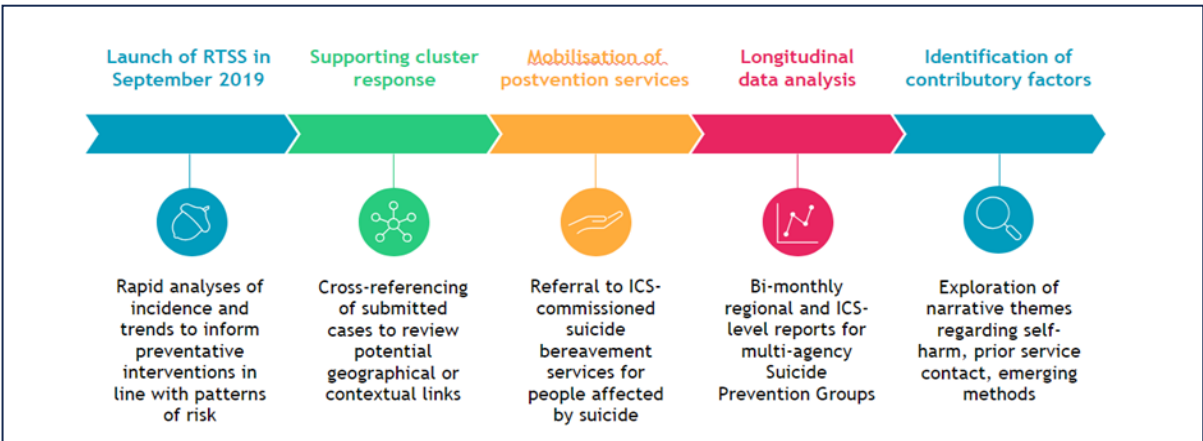 Launch of RTSS in
September 2019
Supporting cluster
response
Mobilisation of
postvention services
Longitudinal
data analysis
Identification of
contributory factors
Rapid analyses of
incidence and
trends to inform
preventative
interventions in
line with patterns
of risk
Cross-referencing
of submitted
cases to review
potential
geographical or
contextual links
Referral to ICS-
commissioned
suicide
bereavement
services for
people affected
by suicide
Bi-monthly
regional and ICS-
level reports for
multi-agency
Suicide
Prevention Groups
Exploration of
narrative themes
regarding self-
harm, prior service
contact, emerging
methods